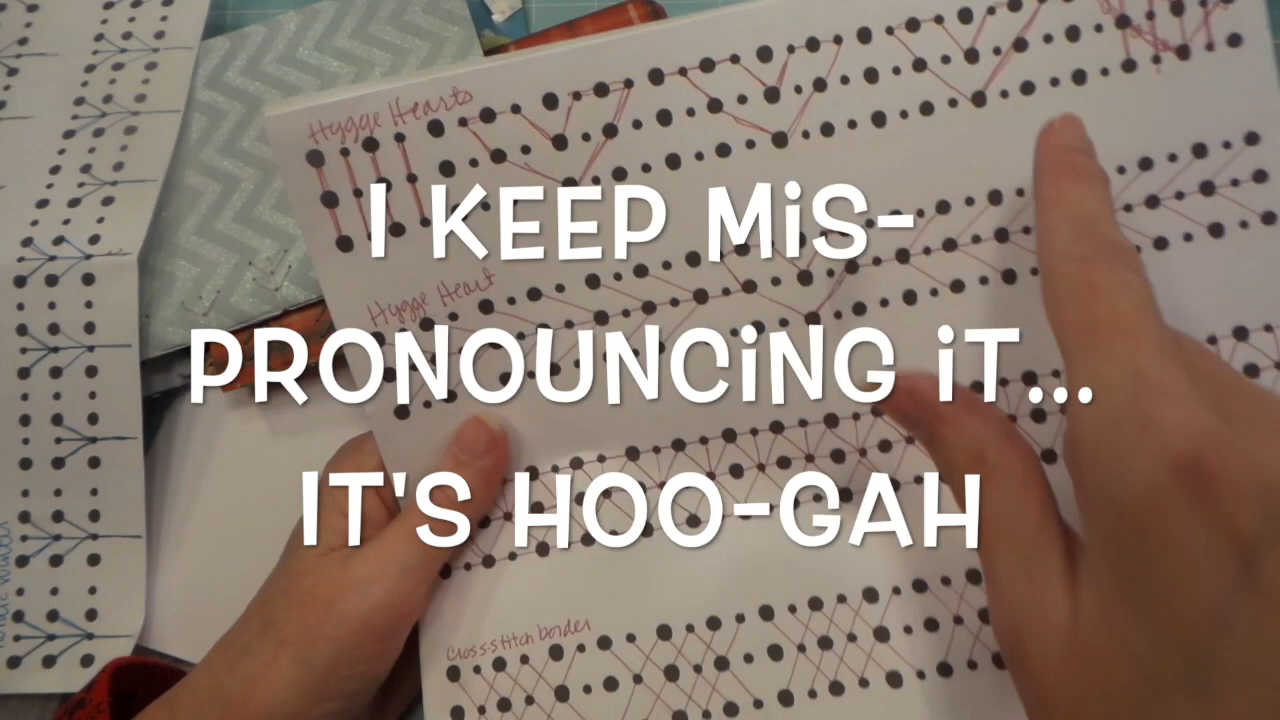 Hygge Hearts
Hygge Heart
I KEEP MiS-
PRONOUNCiNG iT...
IT'S HOO-GAH
Cross-stitch border